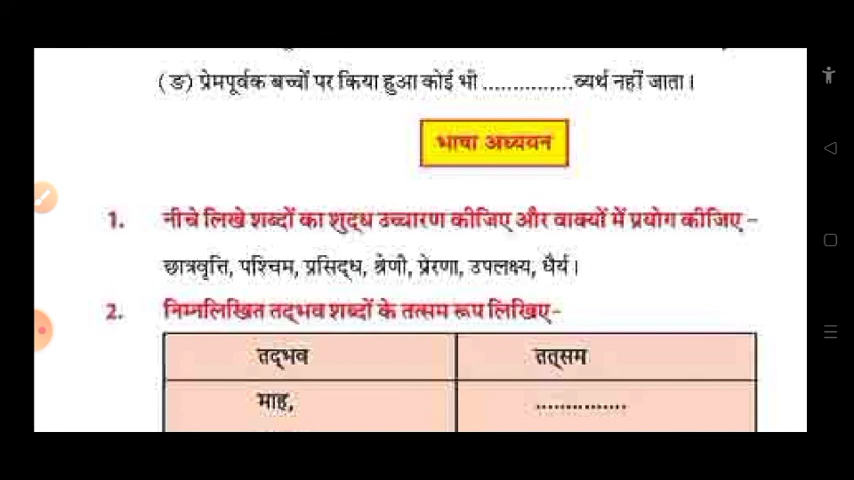 (ङ) प्रेमपूर्वक बच्चों पर किया हुआ कोई भी ...............व्यर्थ नहीं जाता।
भाषा अध्ययन
1. नीचे लिखे शब्दों का शुद्ध उच्चारण कीजिए और वाक्यों में प्रयोग कीजिए -
छात्रवृत्ति, पश्चिम, प्रसिद्ध, श्रेणी, प्रेरणा, उपलक्ष्य, धैर्य।
2. निम्नलिखित तद्भव शब्दों के तत्सम रूप लिखिए-
तद्भव तत्सम
माह, ...............